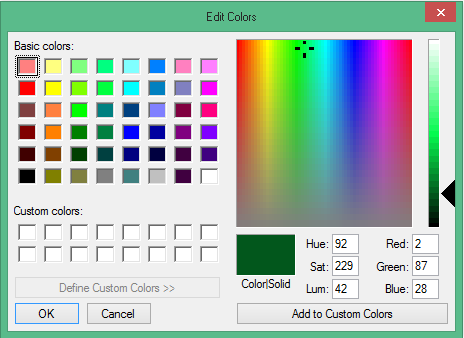 Edit Colors
Basic colors:
Custom colors:
Define Custom Colors >>
OK Cancel
Color|Solid
Hue: 92 Red: 2
Sat: 229 Green: 87
Lum: 42 Blue: 28
Add to Custom Colors